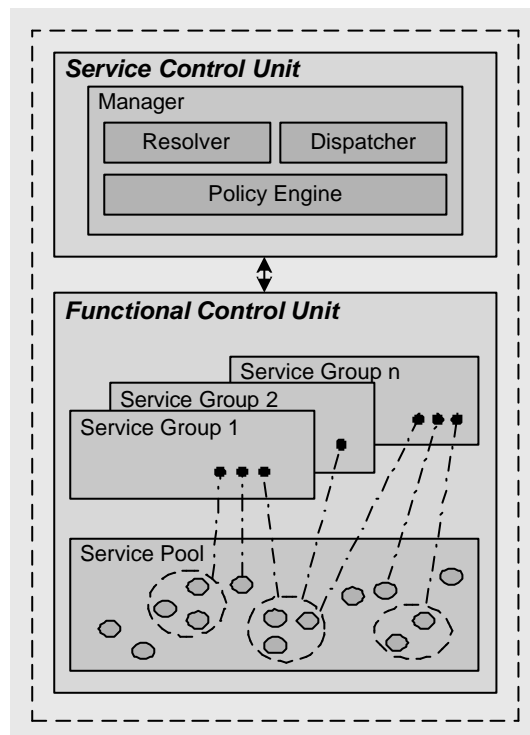 Service Control Unit
Manager
Resolver
Dispatcher
Policy Engine
Functional Control Unit
Service Group n
Service Group 2
Service Group 1
Service Pool